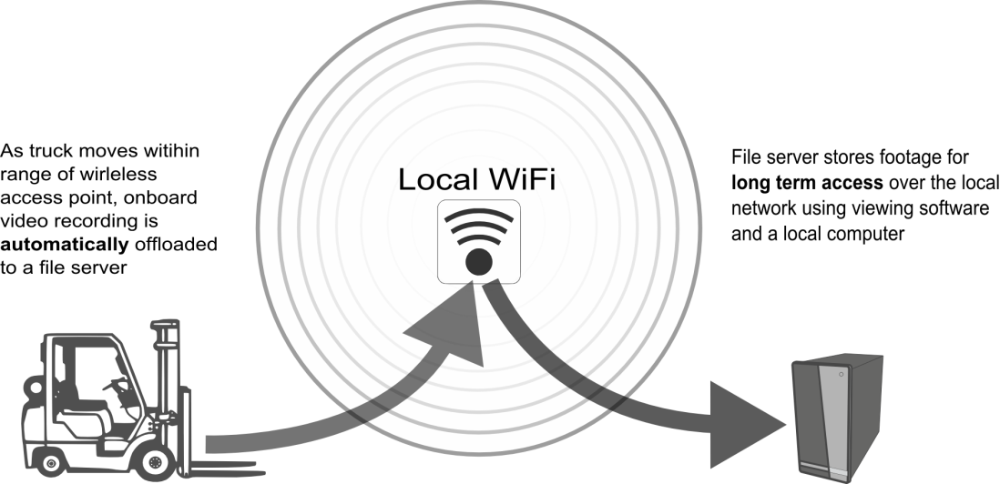 As truck moves witihin
range of wirleless
access point, onboard
video recording is
automatically offloaded
to a file server
Local WiFi
File server stores footage for
long term access over the local
network using viewing software
and a local computer